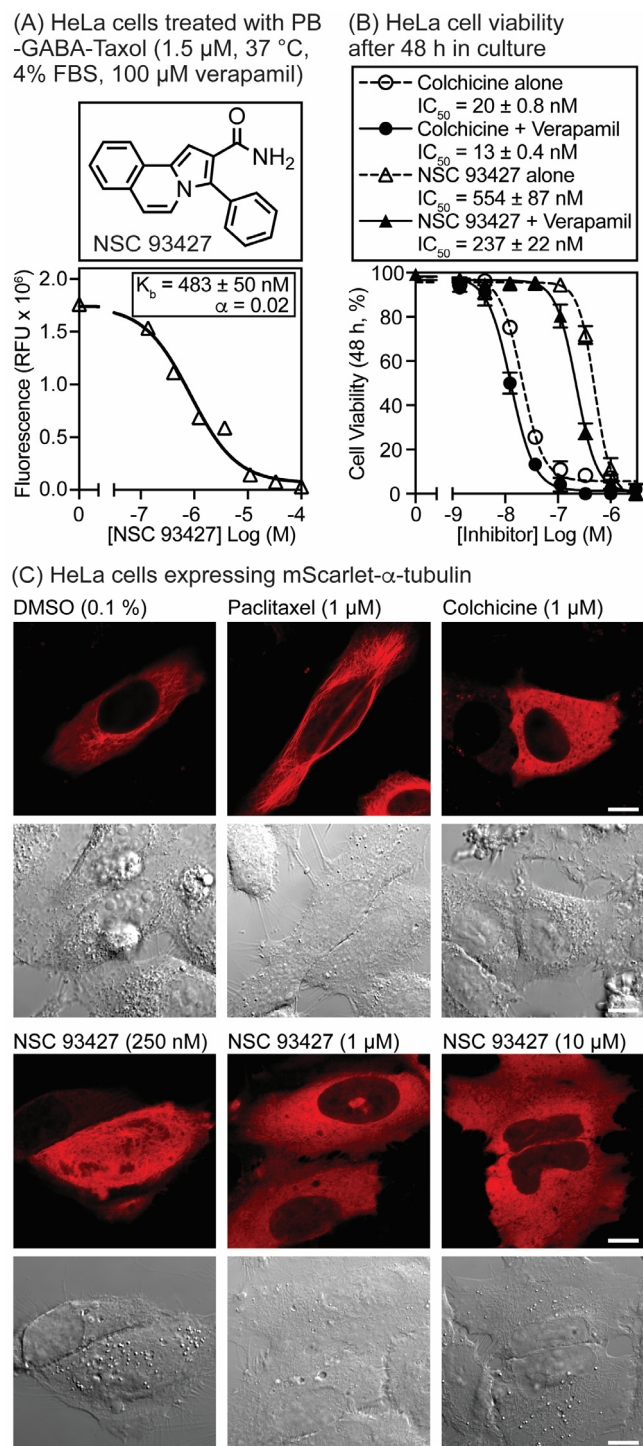 (A) HeLa cells treated with PB
-GABA-Taxol (1.5 µM, 37 °C,
4% FBS, 100 µM verapamil)
O
NH₂
N
NSC 93427
K_b = 483 ± 50 nM
α = 0.02
Fluorescence (RFU x 10⁶)
2.0
1.5
1.0
0.5
0.0
0 -7 -6 -5 -4
[NSC 93427] Log (M)
(B) HeLa cell viability
after 48 h in culture
Colchicine alone
IC₅₀ = 20 ± 0.8 nM
Colchicine + Verapamil
IC₅₀ = 13 ± 0.4 nM
NSC 93427 alone
IC₅₀ = 554 ± 87 nM
NSC 93427 + Verapamil
IC₅₀ = 237 ± 22 nM
Cell Viability (48 h, %)
100
80
60
40
20
0
0 -9 -8 -7 -6
[Inhibitor] Log (M)
(C) HeLa cells expressing mScarlet-α-tubulin
DMSO (0.1 %) Paclitaxel (1 µM) Colchicine (1 µM)
NSC 93427 (250 nM) NSC 93427 (1 µM) NSC 93427 (10 µM)